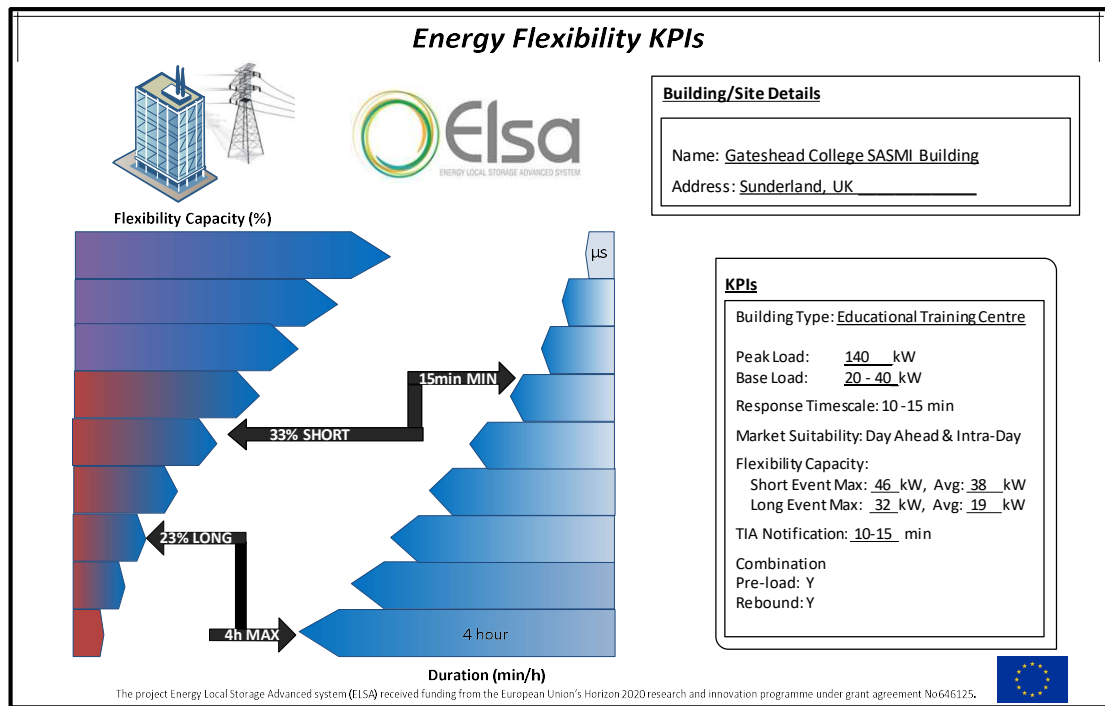 Energy Flexibility KPIs
Elsa
ENERGY LOCAL STORAGE ADVANCED SYSTEM
Building/Site Details
Name: Gateshead College SASMI Building
Address: Sunderland, UK _____________
Flexibility Capacity (%)
µs
15min MIN
33% SHORT
23% LONG
4h MAX
4 hour
Duration (min/h)
KPIs
Building Type: Educational Training Centre
Peak Load: 140 kW
Base Load: 20 - 40 kW
Response Timescale: 10 -15 min
Market Suitability: Day Ahead & Intra-Day
Flexibility Capacity:
Short Event Max: 46 kW, Avg: 38 kW
Long Event Max: 32 kW, Avg: 19 kW
TIA Notification: 10-15 min
Combination
Pre-load: Y
Rebound: Y
The project Energy Local Storage Advanced system (ELSA) received funding from the European Union's Horizon 2020 research and innovation programme under grant agreement No 646125.